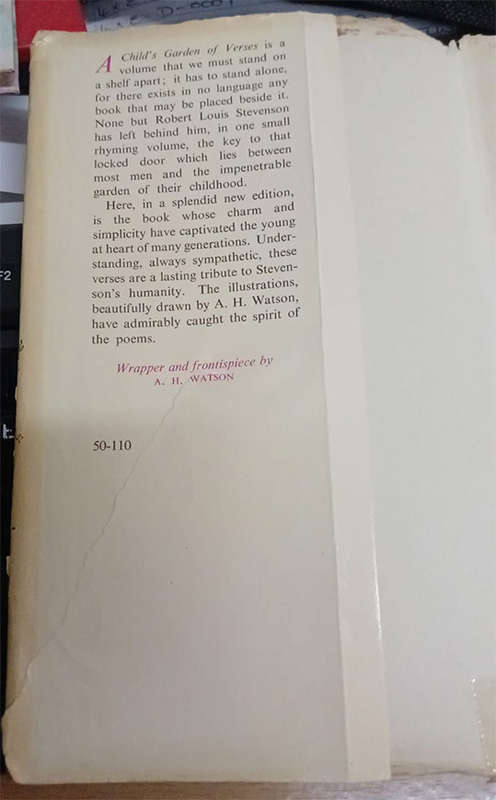 A Child's Garden of Verses is a
volume that we must stand on
a shelf apart; it has to stand alone,
for there exists in no language any
book that may be placed beside it.
None but Robert Louis Stevenson
has left behind him, in one small
rhyming volume, the key to that
locked door which lies between
most men and the impenetrable
garden of their childhood.
Here, in a splendid new edition,
is the book whose charm and
simplicity have captivated the young
at heart of many generations. Under-
standing, always sympathetic, these
verses are a lasting tribute to Steven-
son's humanity. The illustrations,
beautifully drawn by A. H. Watson,
have admirably caught the spirit of
the poems.
Wrapper and frontispiece by
A. H. WATSON
50-110
F2
E